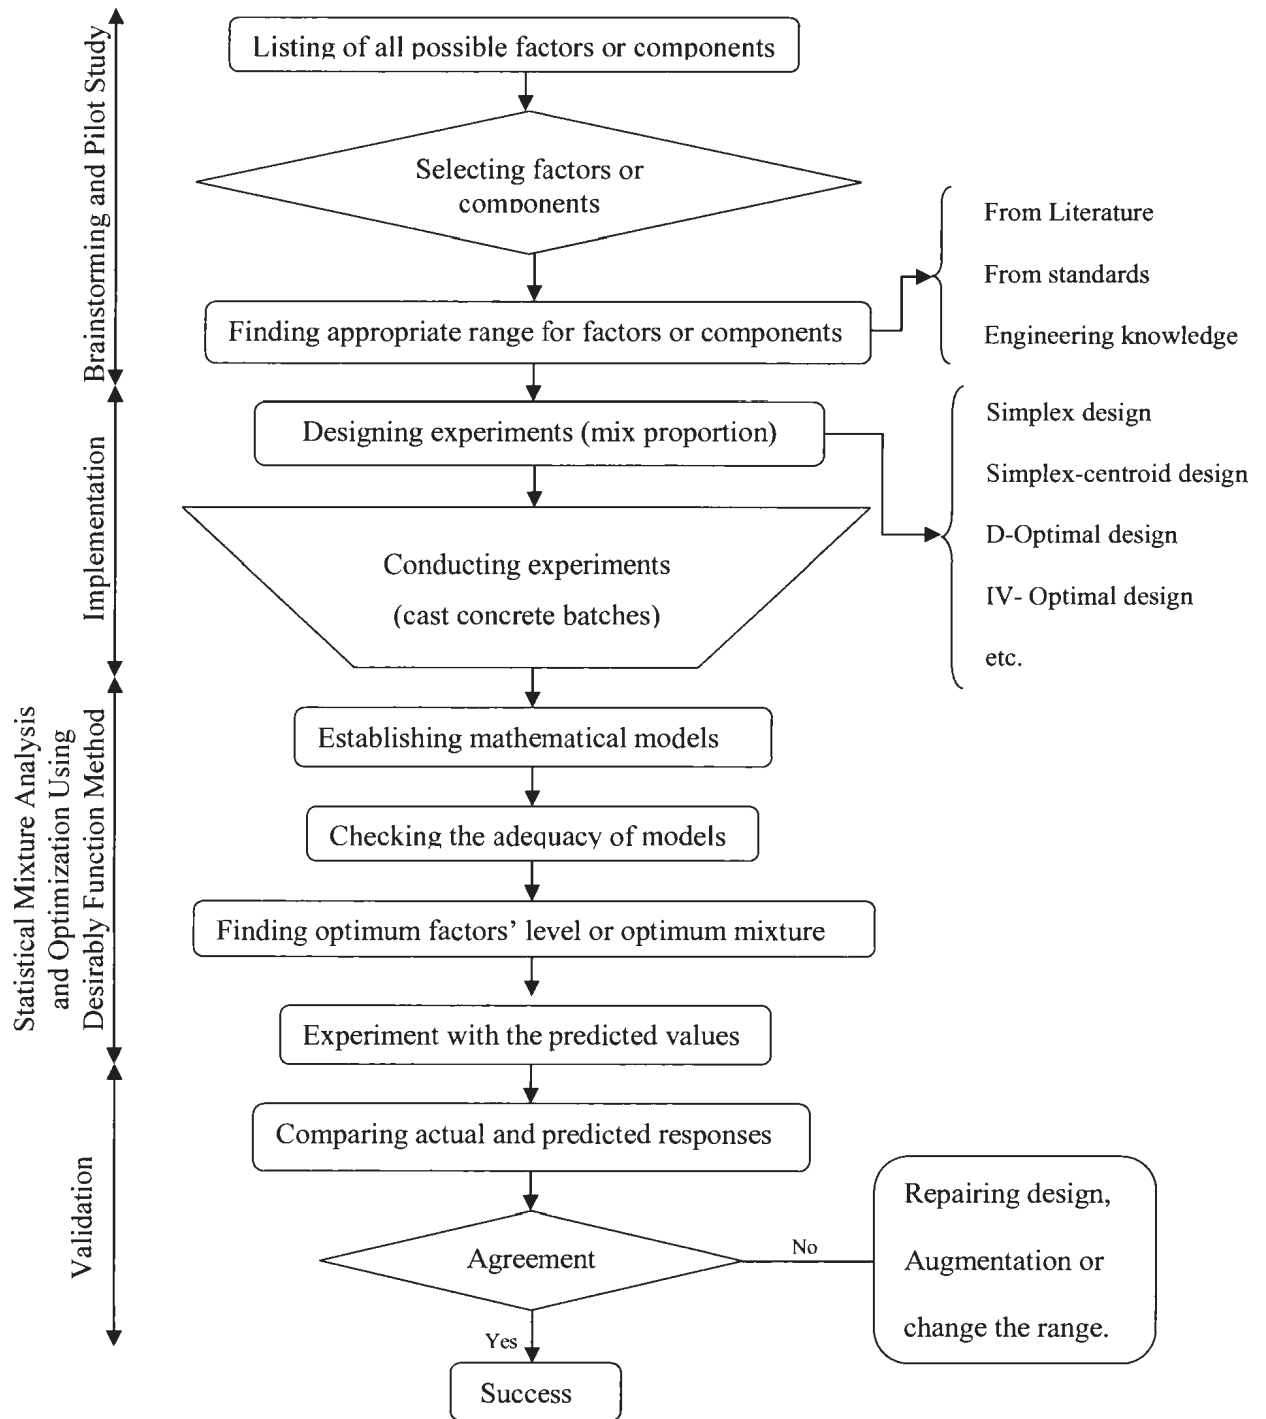 Brainstorming and Pilot Study
Listing of all possible factors or components
Selecting factors or
components
Finding appropriate range for factors or components
From Literature
From standards
Engineering knowledge
Implementation
Designing experiments (mix proportion)
Simplex design
Simplex-centroid design
D-Optimal design
IV- Optimal design
etc.
Conducting experiments
(cast concrete batches)
Statistical Mixture Analysis
and Optimization Using
Desirably Function Method
Establishing mathematical models
Checking the adequacy of models
Finding optimum factors’ level or optimum mixture
Experiment with the predicted values
Validation
Comparing actual and predicted responses
Agreement
No
Repairing design,
Augmentation or
change the range.
Yes
Success